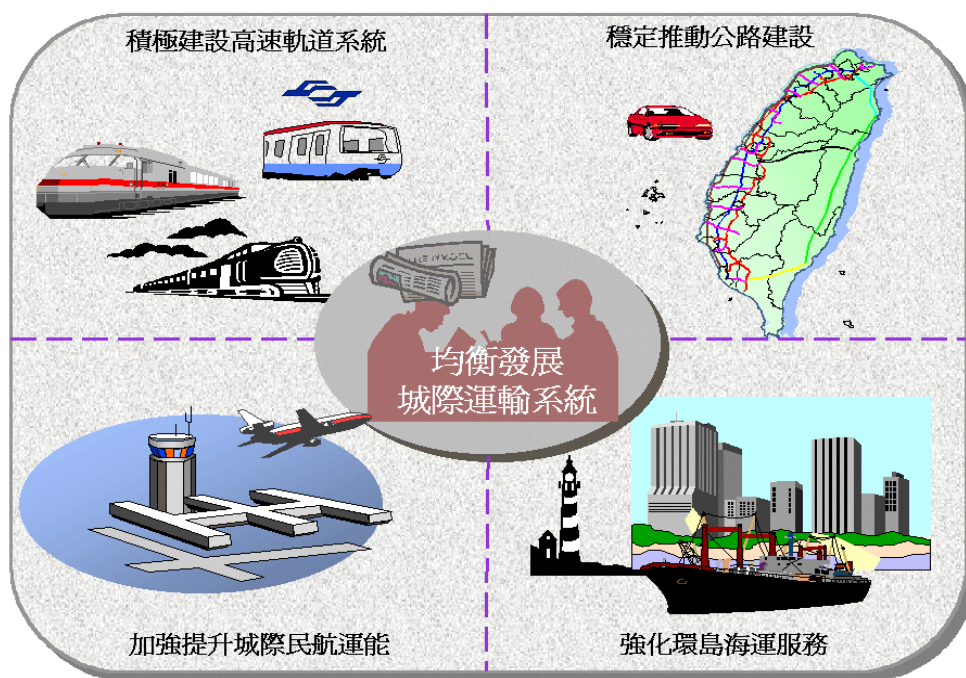 積極建設高速軌道系統
穩定推動公路建設
均衡發展
城際運輸系統
加強提升城際民航運能
強化環島海運服務